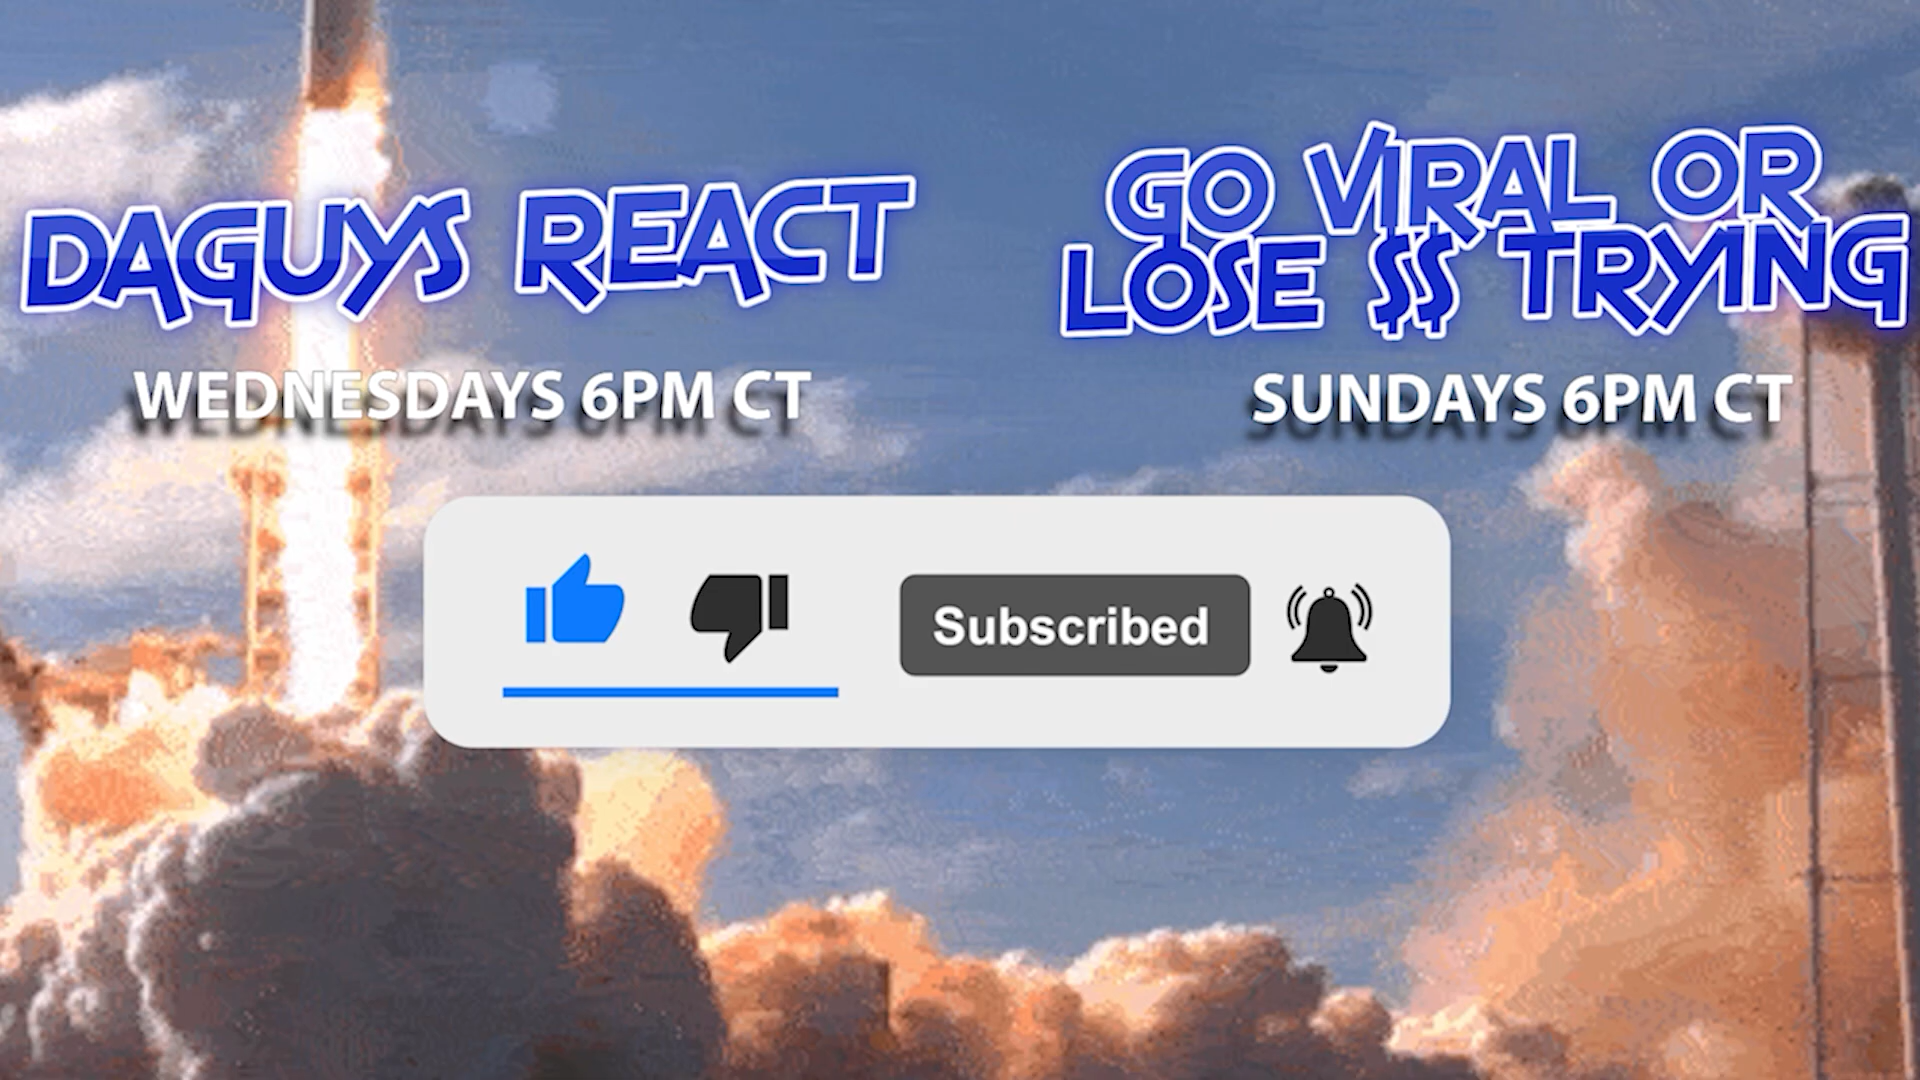 DAGUYS REACT
WEDNESDAYS 6PM CT
GO VIRAL OR
LOSE $$ TRYING
SUNDAYS 6PM CT
Subscribed